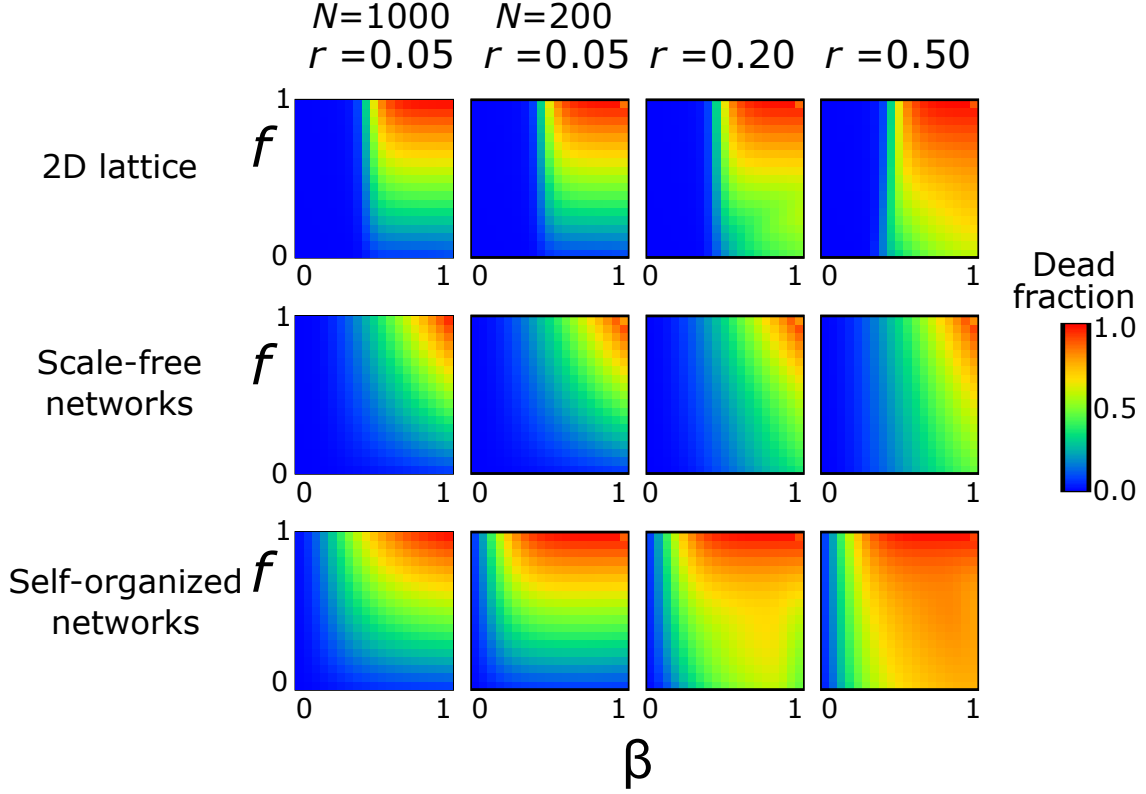 N=1000 N=200
r =0.05 r =0.05 r =0.20 r =0.50
2D lattice
f
1
0
0 1 0 1 0 1 0 1
Scale-free
networks
f
1
0
0 1 0 1 0 1 0 1
Self-organized
networks
f
1
0
0 1 0 1 0 1 0 1
β
Dead
fraction
1.0
0.5
0.0